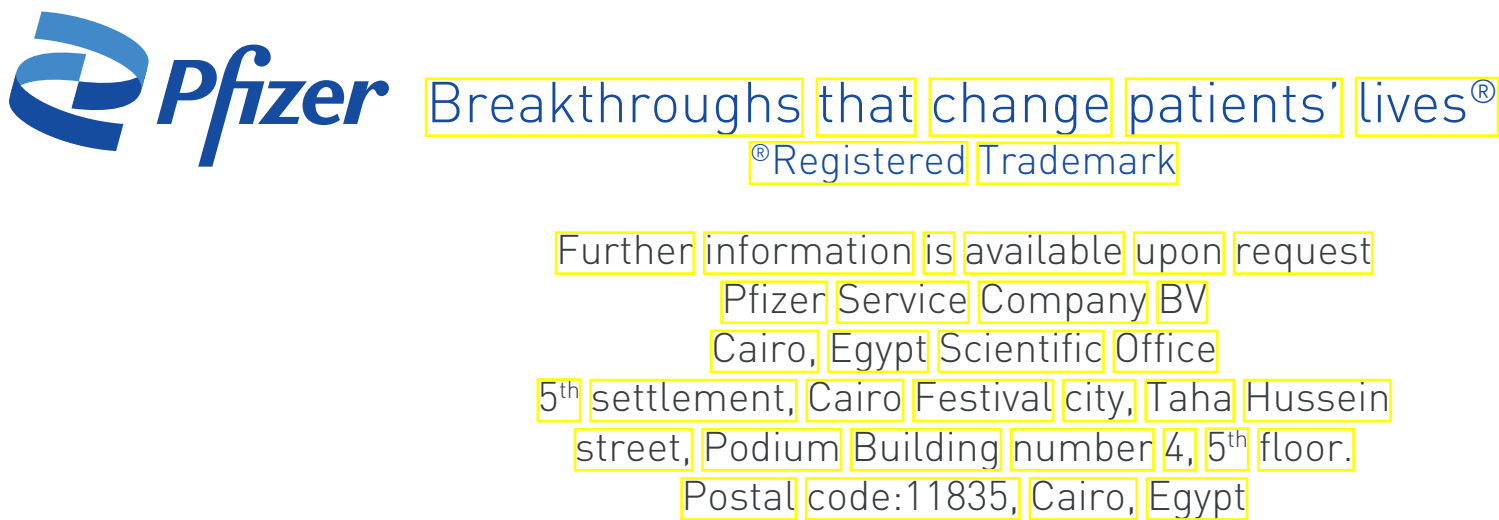 Pfizer
Breakthroughs that change patients’ lives®
®Registered Trademark
Further information is available upon request
Pfizer Service Company BV
Cairo, Egypt Scientific Office
5th settlement, Cairo Festival city, Taha Hussein
street, Podium Building number 4, 5th floor.
Postal code:11835, Cairo, Egypt